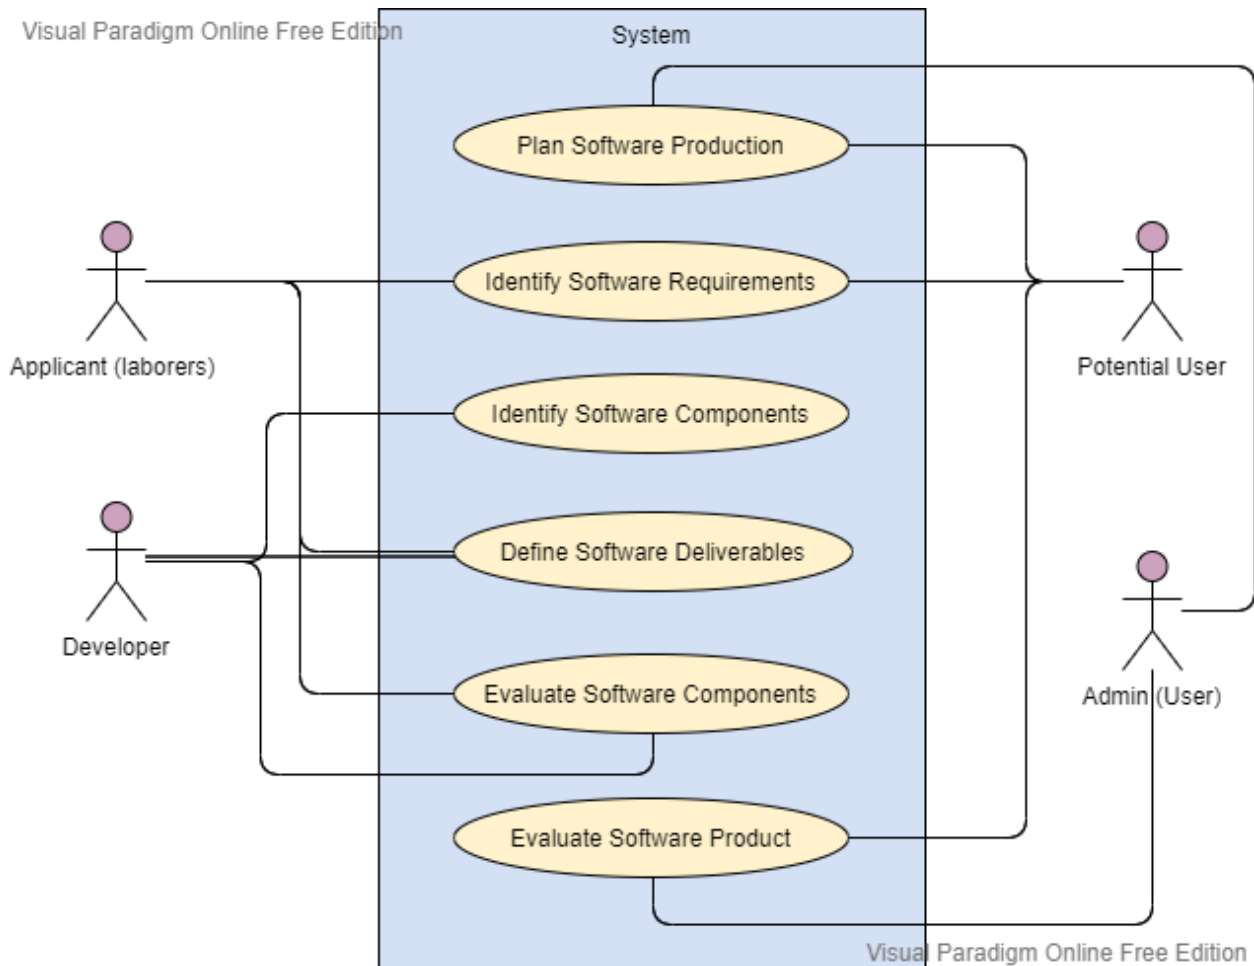 Visual Paradigm Online Free Edition
System
Plan Software Production
Identify Software Requirements
Applicant (laborers)
Potential User
Identify Software Components
Define Software Deliverables
Developer
Evaluate Software Components
Admin (User)
Evaluate Software Product
Visual Paradigm Online Free Edition